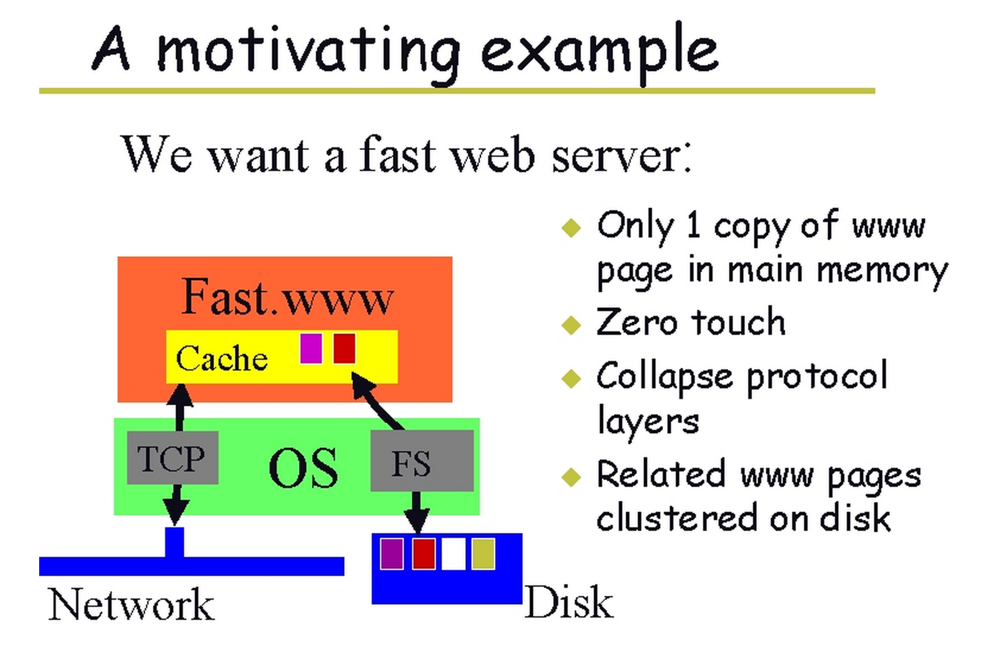 A motivating example
We want a fast web server:
Only 1 copy of www
page in main memory
Zero touch
Collapse protocol
layers
Related www pages
clustered on disk
Fast.www
Cache
TCP
OS
FS
Network
Disk